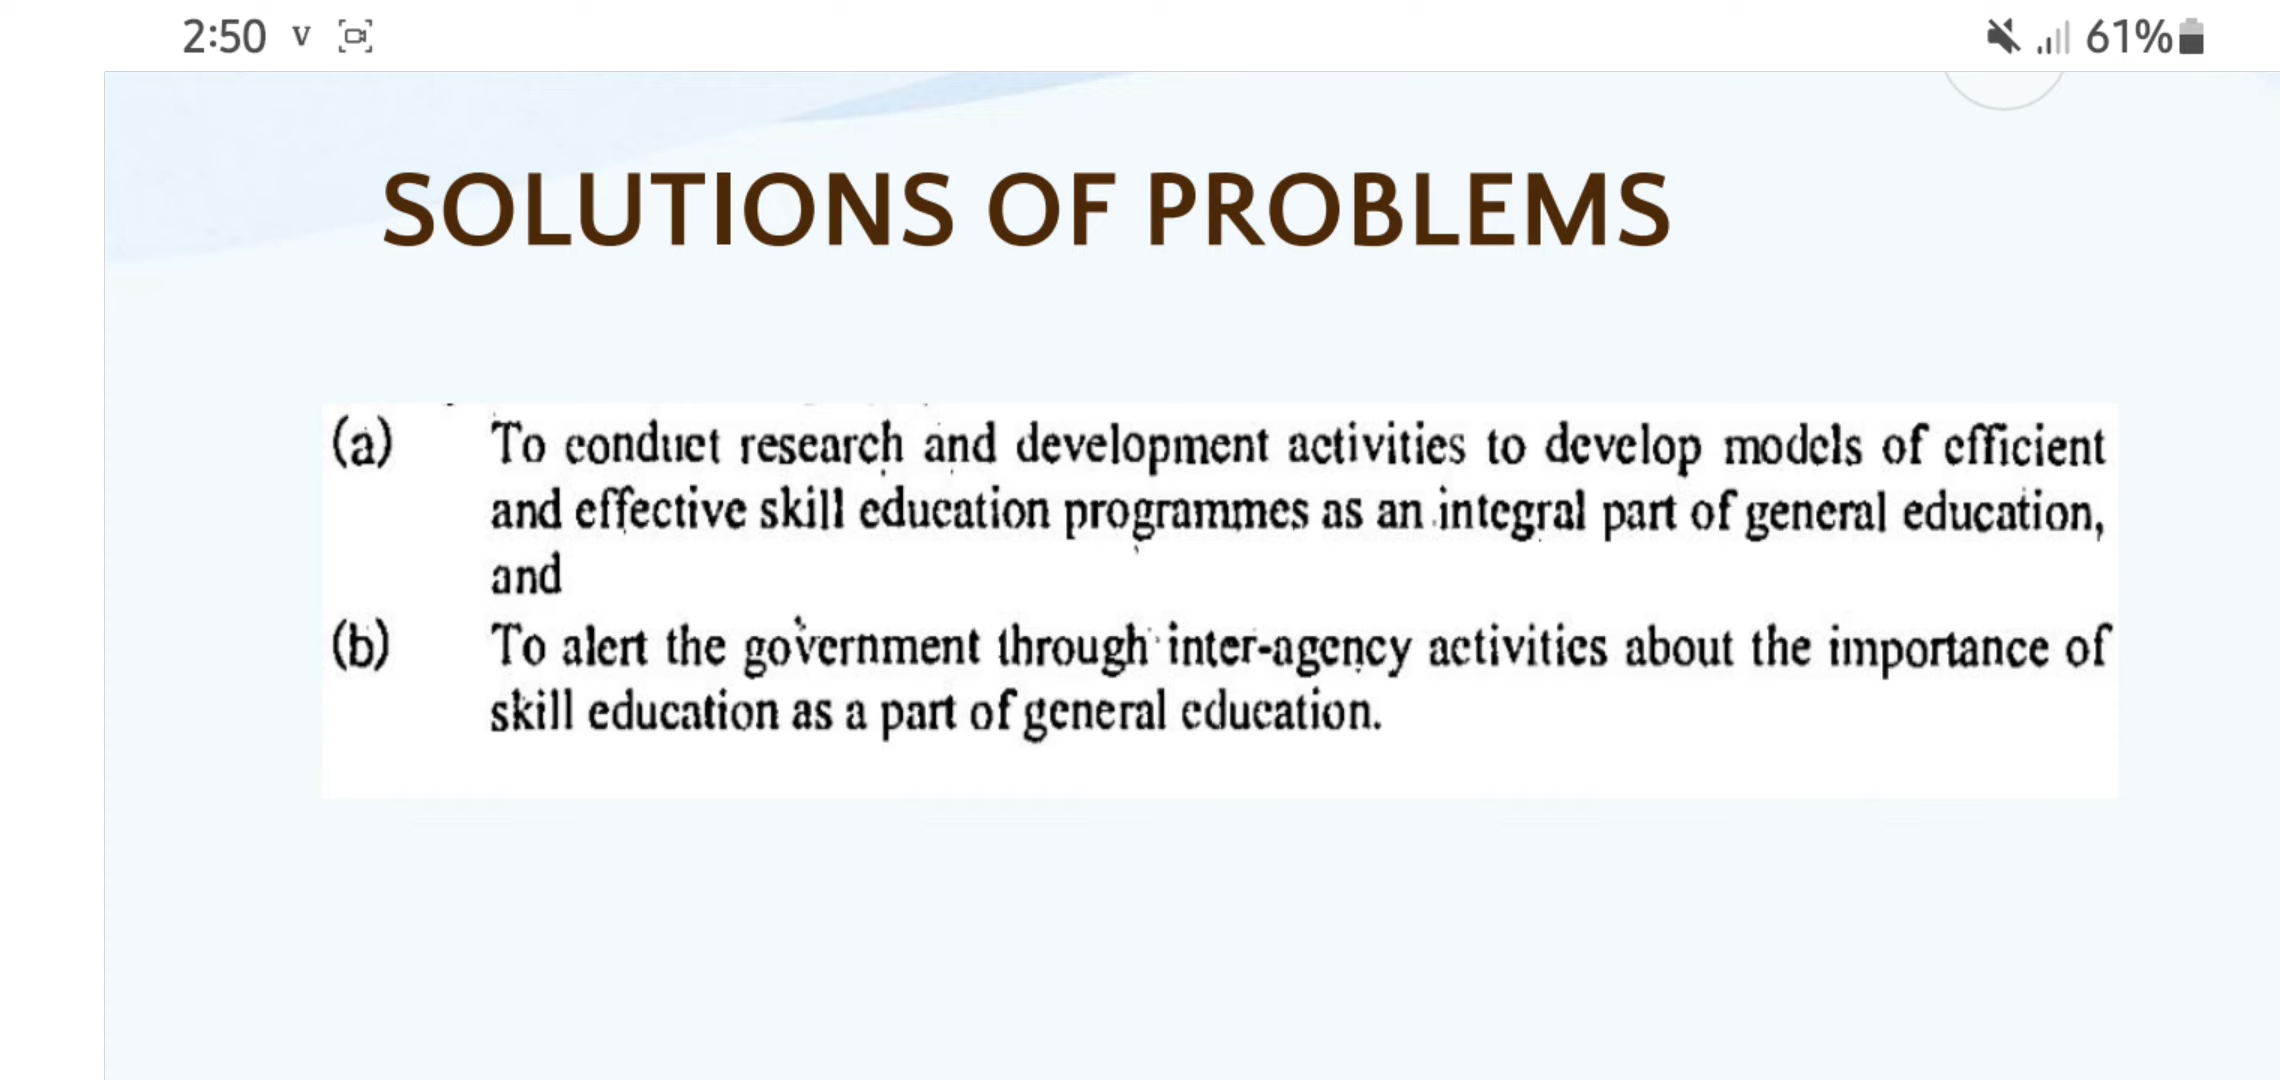 2:50 v 61%
SOLUTIONS OF PROBLEMS
(a) To conduct research and development activities to develop models of efficient
and effective skill education programmes as an integral part of general education,
and
(b) To alert the government through inter-agency activities about the importance of
skill education as a part of general education.